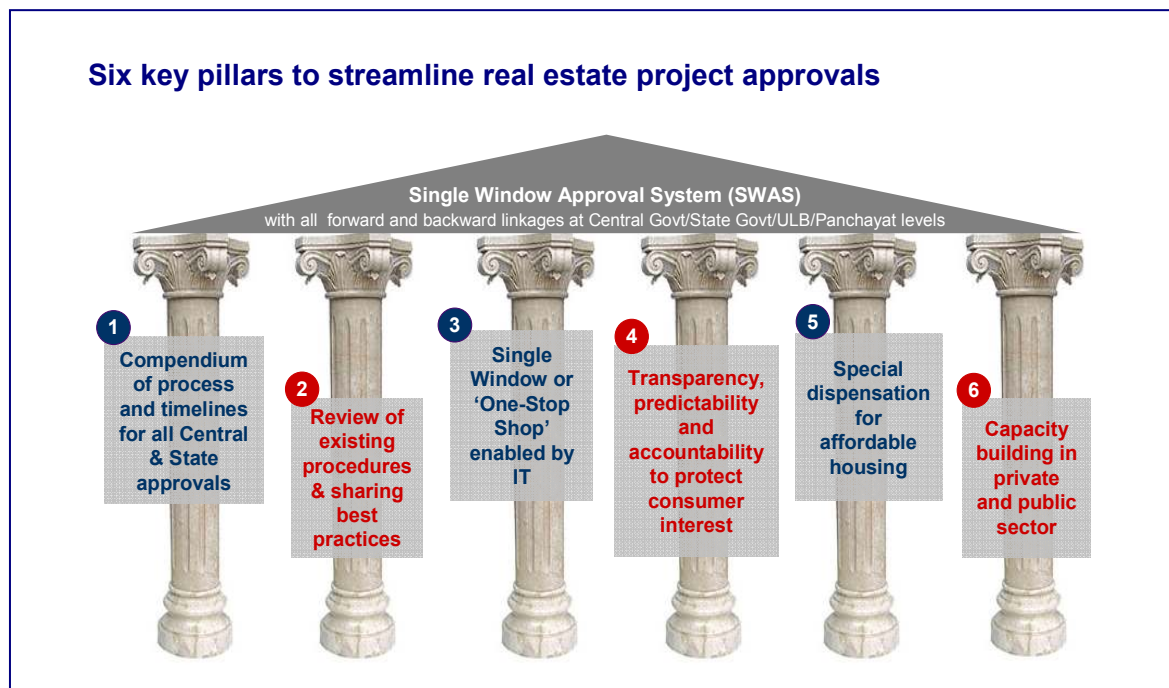 Six key pillars to streamline real estate project approvals
Single Window Approval System (SWAS)
with all forward and backward linkages at Central Govt/State Govt/ULB/Panchayat levels
1
Compendium
of process
and timelines
for all Central
& State
approvals
2
Review of
existing
procedures
& sharing
best
practices
3
Single
Window or
‘One-Stop
Shop’
enabled by
IT
4
Transparency,
predictability
and
accountability
to protect
consumer
interest
5
Special
dispensation
for
affordable
housing
6
Capacity
building in
private
and public
sector